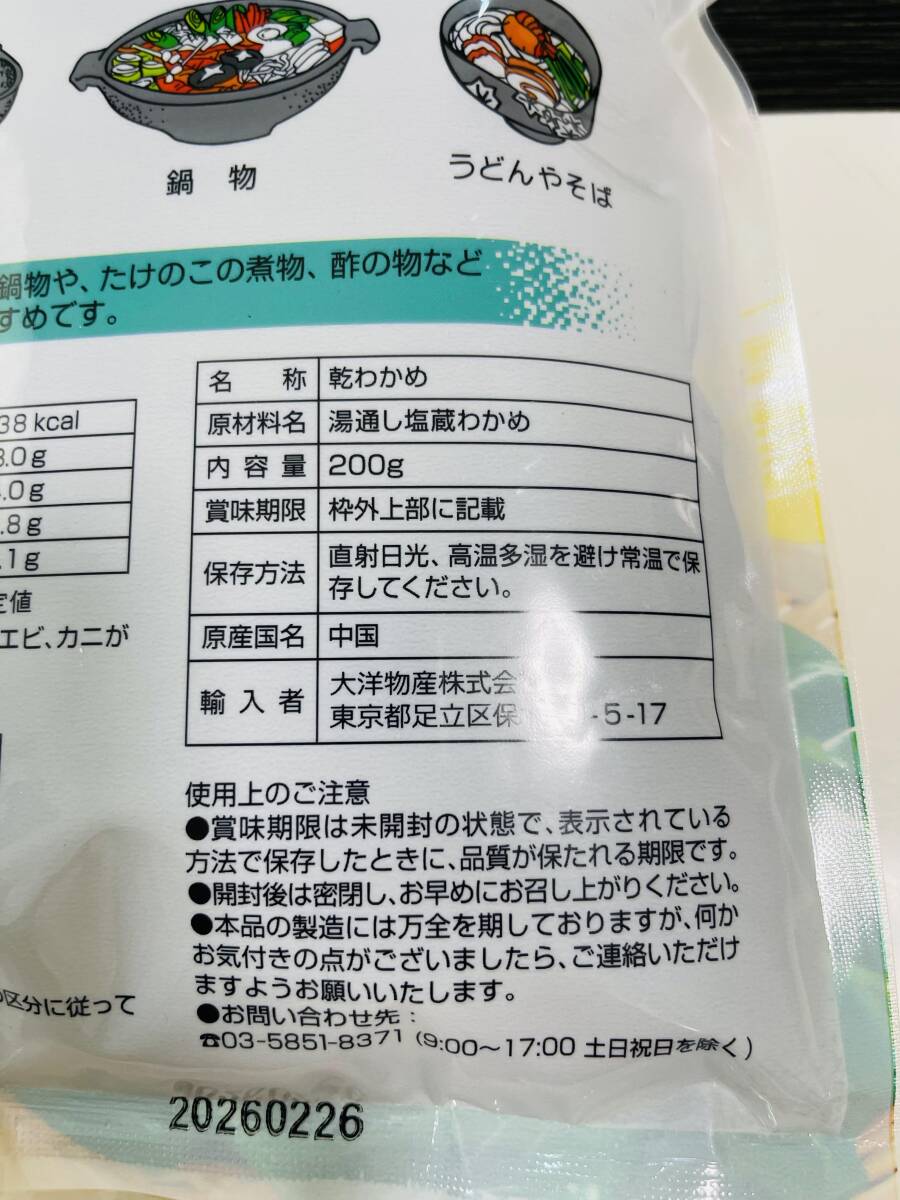 鍋物
うどんやそば
鍋物や、たけのこの煮物、酢の物など
すめです。
名称 乾わかめ
原材料名 湯通し塩蔵わかめ
内容量 200g
賞味期限 枠外上部に記載
保存方法 直射日光、高温多湿を避け常温で保
存してください。
原産国名 中国
輸入者 大洋物産株式会
東京都足立区保 -5-17
38 kcal
.0g
.0g
.8g
.1g
定値
エビ、カニが
区分に従って
使用上のご注意
●賞味期限は未開封の状態で、表示されている
方法で保存したときに、品質が保たれる期限です。
●開封後は密閉し、お早めにお召し上がりください。
●本品の製造には万全を期しておりますが、何か
お気付きの点がございましたら、ご連絡いただけ
ますようお願いいたします。
●お問い合わせ先:
☎03-5851-8371 (9:00～17:00 土日祝日を除く)
20260226